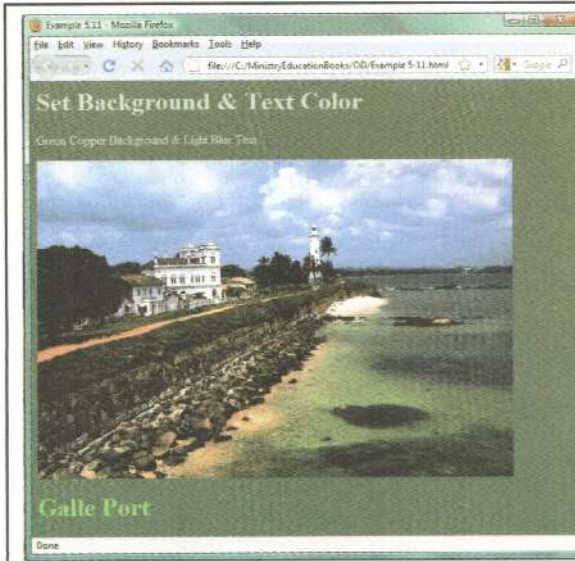 Example 5.11 - Mozilla Firefox
File Edit View History Bookmarks Tools Help
file:///C:/MinistryEducationBooks/OD/Example 5-11.html Google
Set Background & Text Color
Green Copper Background & Light Blue Text
Galle Port
Done